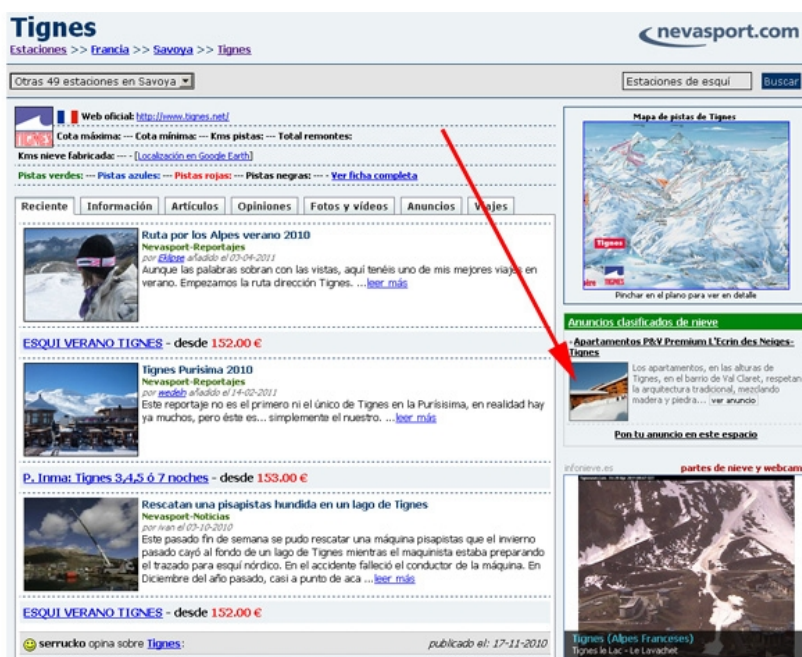 Tignes
nevasport.com
Estaciones >> Francia >> Savoya >> Tignes
Otras 49 estaciones en Savoya
Estaciones de esquí
Buscar
Web oficial: http://www.tignes.net/
TIGNES
Cota máxima: --- Cota mínima: --- Kms pistas: --- Total remontes:
Kms nieve fabricada: --- - [Localización en Google Earth]
Pistas verdes: --- Pistas azules: --- Pistas rojas: --- Pistas negras: --- - Ver ficha completa
Reciente Información Artículos Opiniones Fotos y vídeos Anuncios Viajes
Ruta por los Alpes verano 2010
Nevasport-Reportajes
por Eklipse añadido el 03-04-2011
Aunque las palabras sobran con las vistas, aquí tenéis uno de mis mejores viajes en
verano. Empezamos la ruta dirección Tignes. ...leer más
ESQUI VERANO TIGNES - desde 152.00 €
Tignes Purisima 2010
Nevasport-Reportajes
por wedeh añadido el 14-02-2011
Este reportaje no es el primero ni el único de Tignes en la Purísisima, en realidad hay
ya muchos, pero éste es... simplemente el nuestro. ...leer más
P. Inma: Tignes 3,4,5 ó 7 noches - desde 153.00 €
Rescatan una pisapistas hundida en un lago de Tignes
Nevasport-Noticias
por ivan el 03-10-2010
Este pasado fin de semana se pudo rescatar una máquina pisapistas que el invierno
pasado cayó al fondo de un lago de Tignes mientras el maquinista estaba preparando
el trazado para esquí nórdico. En el accidente falleció el conductor de la máquina. En
Diciembre del año pasado, casi a punto de aca ...leer más
ESQUI VERANO TIGNES - desde 152.00 €
serrucko opina sobre Tignes:
publicado el: 17-11-2010
Mapa de pistas de Tignes
Tignes
TIGNES
Pinchar en el plano para ver en detalle
Anuncios clasificados de nieve
- Apartamentos P&V Premium L'Ecrin des Neiges-
Tignes
Los apartamentos, en las alturas de
Tignes, en el barrio de Val Claret, respetan
la arquitectura tradicional, mezclando
madera y piedra... ver anuncio
Pon tu anuncio en este espacio
infonieve.es
partes de nieve y webcam
Tignes (Alpes Franceses)
Tignes le Lac - Le Lavachet